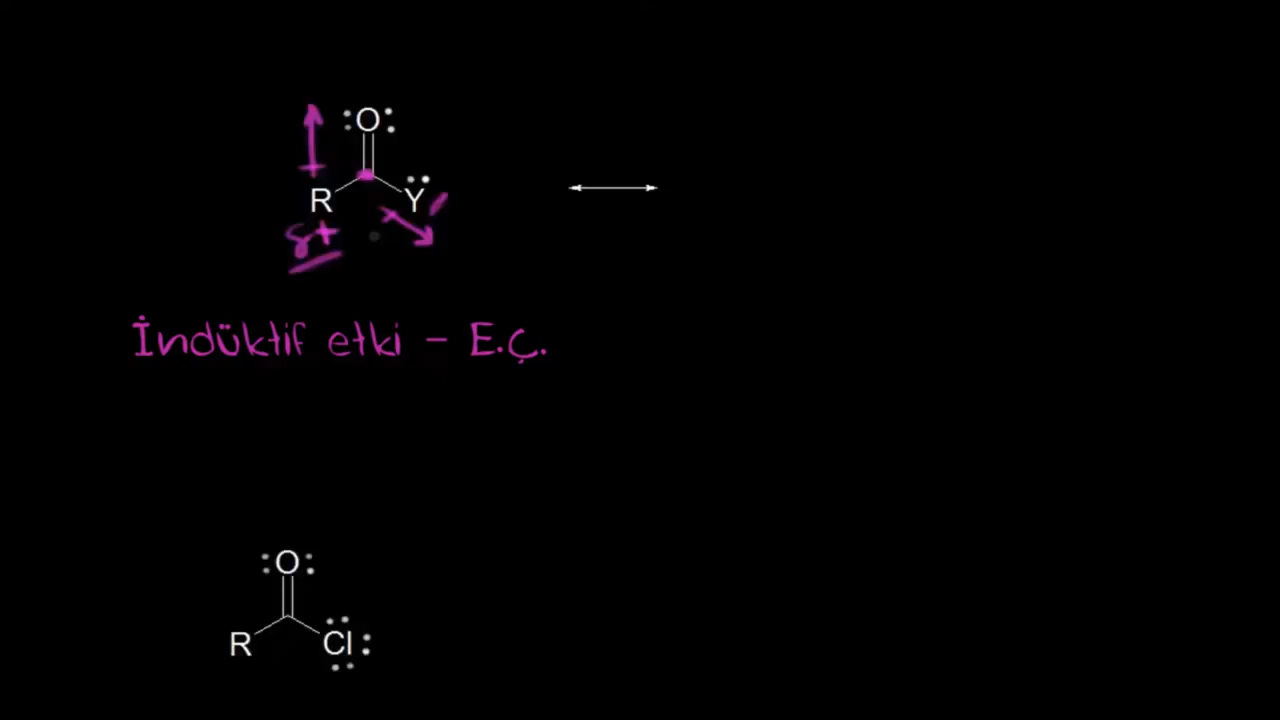 :O:
R Y
δ+
İndüktif etki - E.ç.
:O:
R Cl: